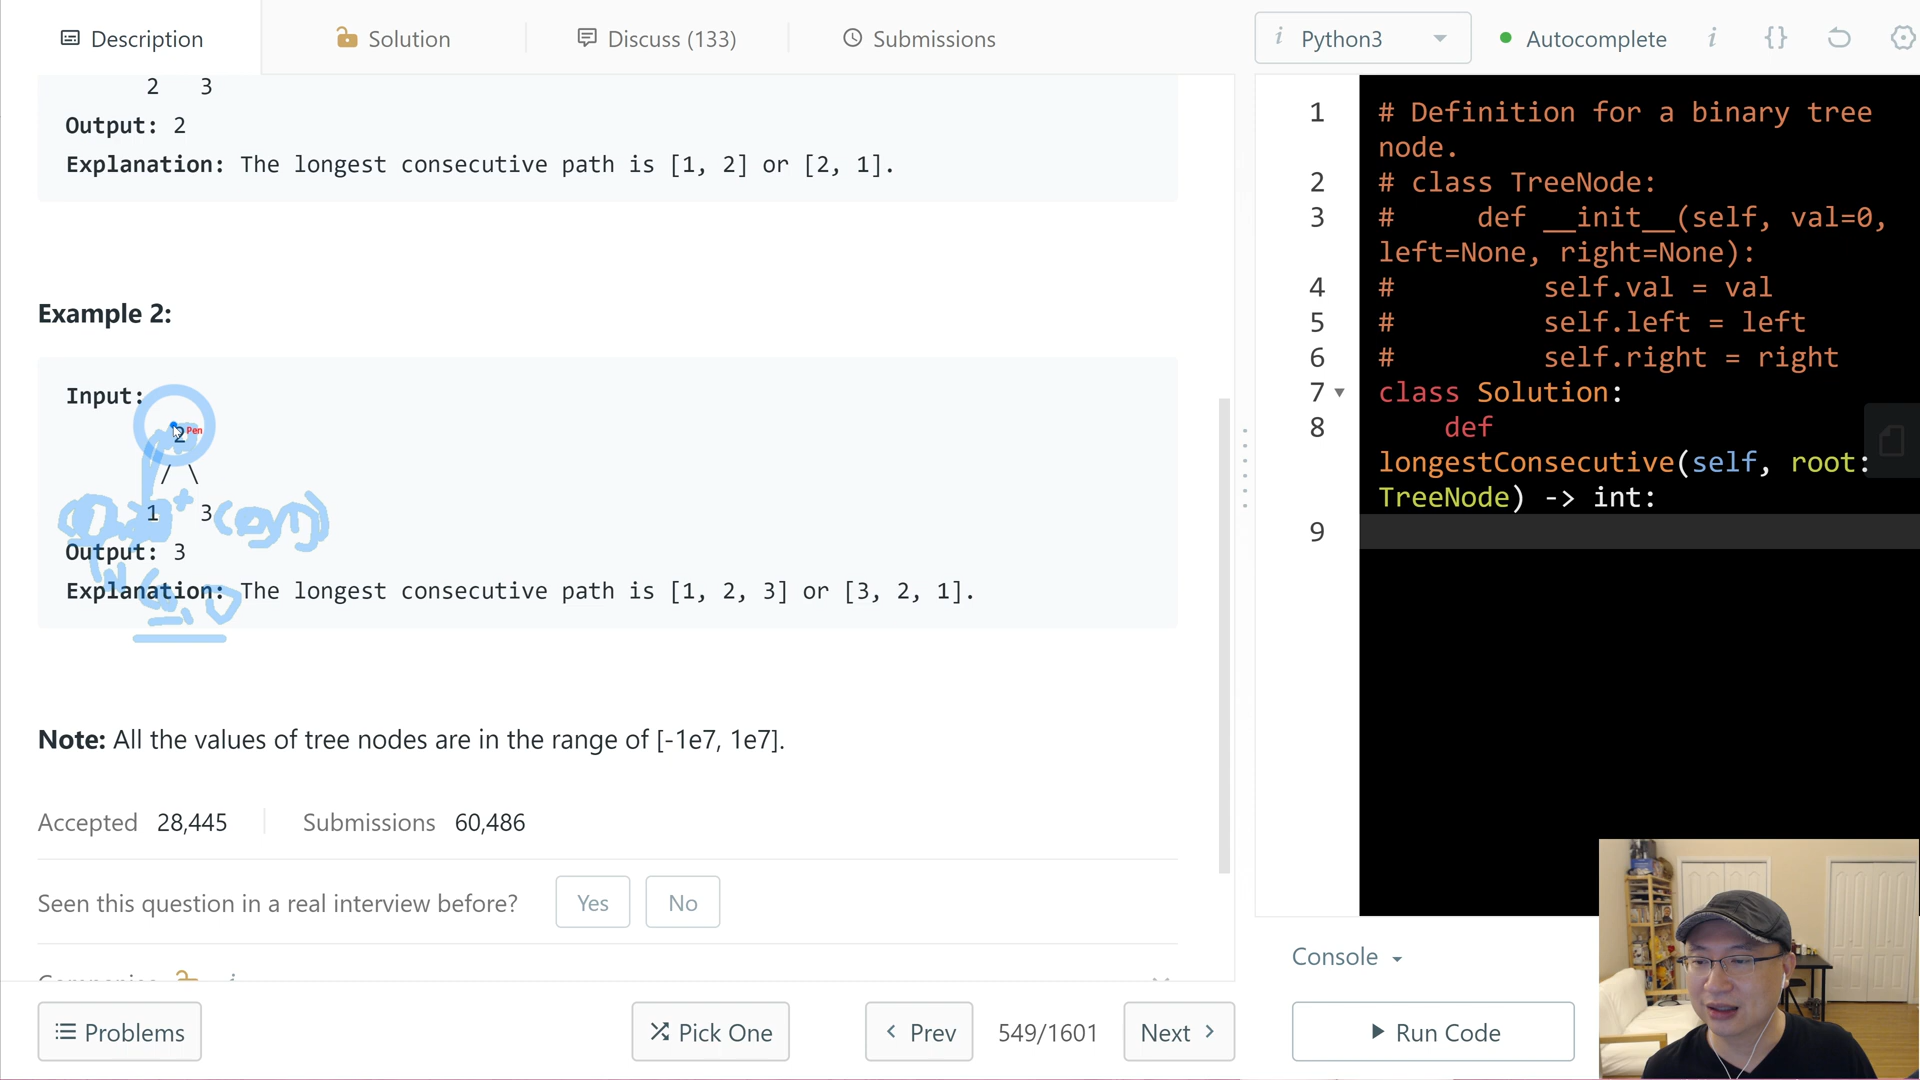 Description
Solution
Discuss (133)
Submissions
2 3
Output: 2
Explanation: The longest consecutive path is [1, 2] or [2, 1].
Example 2:
Input:
2
Pen
/ \
1 3
Output: 3
Explanation: The longest consecutive path is [1, 2, 3] or [3, 2, 1].
Note: All the values of tree nodes are in the range of [-1e7, 1e7].
Accepted 28,445 Submissions 60,486
Seen this question in a real interview before? Yes No
Problems
Pick One
Prev 549/1601 Next
i Python3
Autocomplete
i {}
1 # Definition for a binary tree
node.
2 # class TreeNode:
3 # def __init__(self, val=0,
left=None, right=None):
4 # self.val = val
5 # self.left = left
6 # self.right = right
7 class Solution:
8 def
longestConsecutive(self, root:
TreeNode) -> int:
9
Console
Run Code